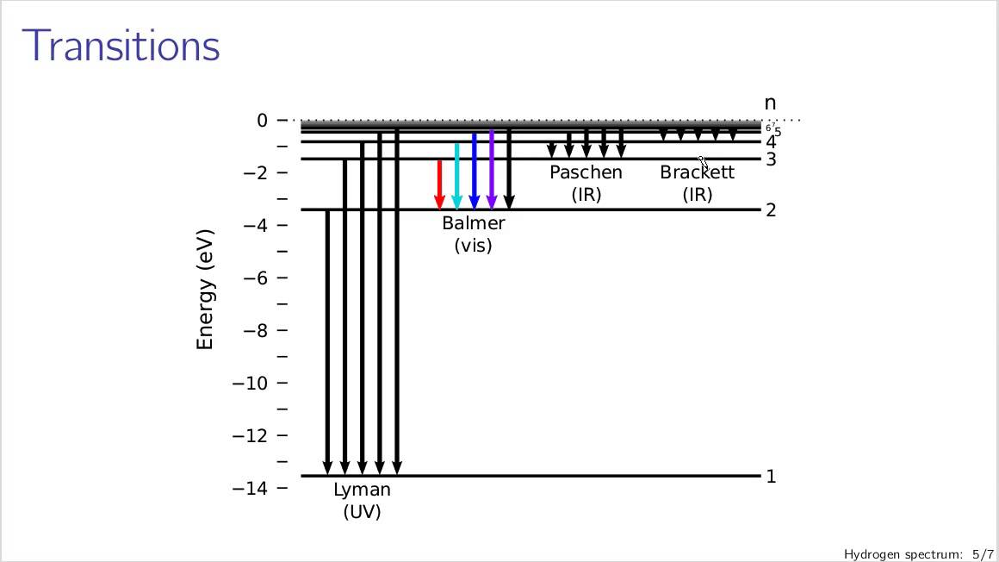 Transitions
n
0
6 7 5
4
−2
3
Paschen
(IR)
Brackett
(IR)
2
−4
Balmer
(vis)
Energy (eV)
−6
−8
−10
−12
1
−14
Lyman
(UV)
Hydrogen spectrum: 5/7